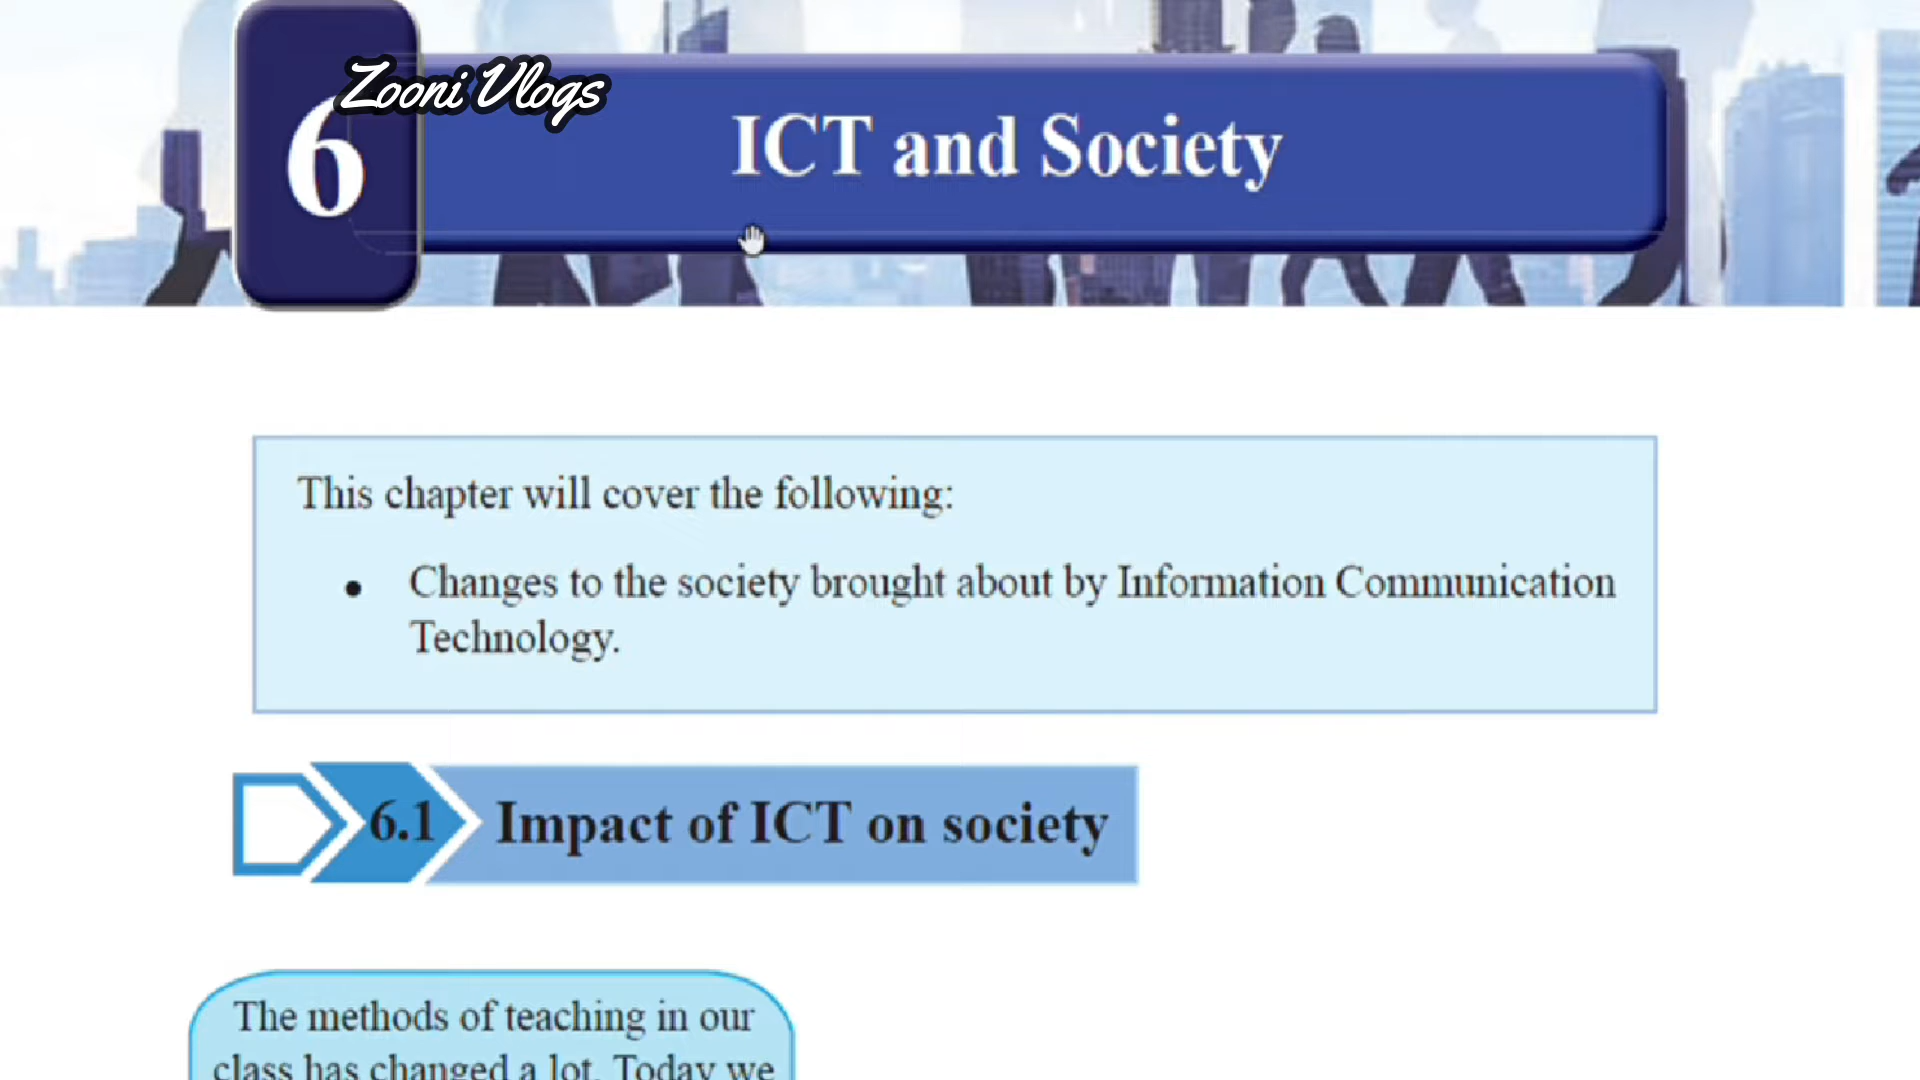 Zooni Vlogs
6
ICT and Society
This chapter will cover the following:
• Changes to the society brought about by Information Communication
Technology.
6.1 Impact of ICT on society
The methods of teaching in our
class has changed a lot. Today we